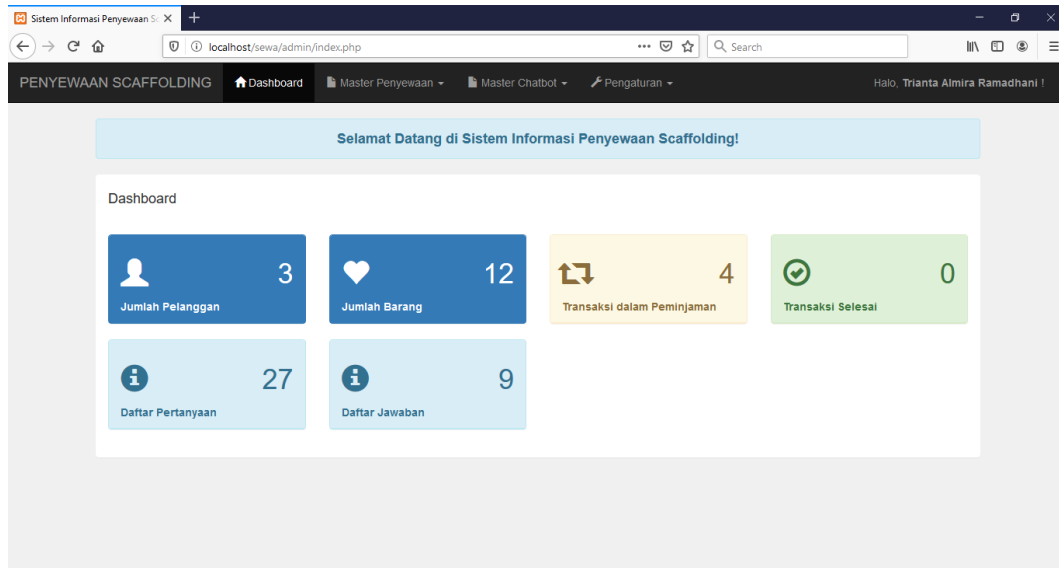 Sistem Informasi Penyewaan Sc
localhost/sewa/admin/index.php
Search
PENYEWAAN SCAFFOLDING Dashboard Master Penyewaan Master Chatbot Pengaturan Halo, Trianta Almira Ramadhani !
Selamat Datang di Sistem Informasi Penyewaan Scaffolding!
Dashboard
3
Jumlah Pelanggan
12
Jumlah Barang
4
Transaksi dalam Peminjaman
0
Transaksi Selesai
27
Daftar Pertanyaan
9
Daftar Jawaban